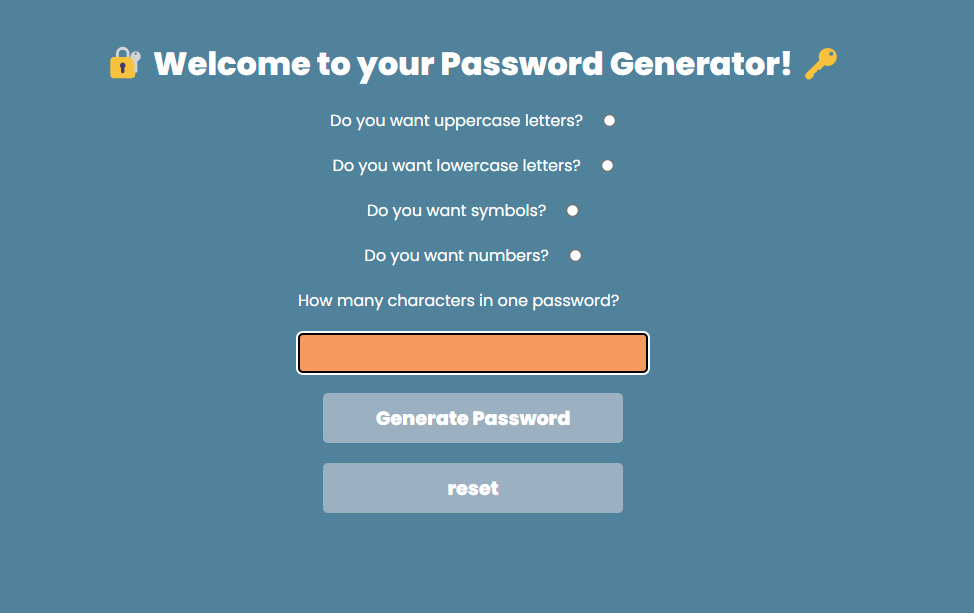 🔐 Welcome to your Password Generator! 🔑
Do you want uppercase letters?
Do you want lowercase letters?
Do you want symbols?
Do you want numbers?
How many characters in one password?
Generate Password
reset